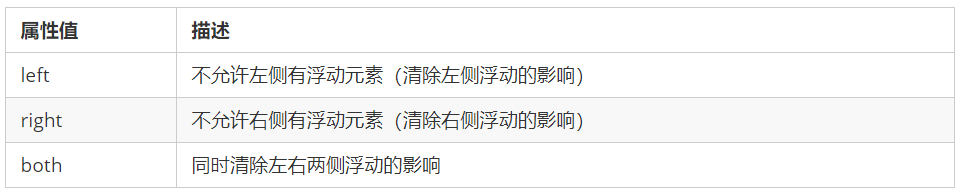 属性值 描述
left 不允许左侧有浮动元素（清除左侧浮动的影响）
right 不允许右侧有浮动元素（清除右侧浮动的影响）
both 同时清除左右两侧浮动的影响